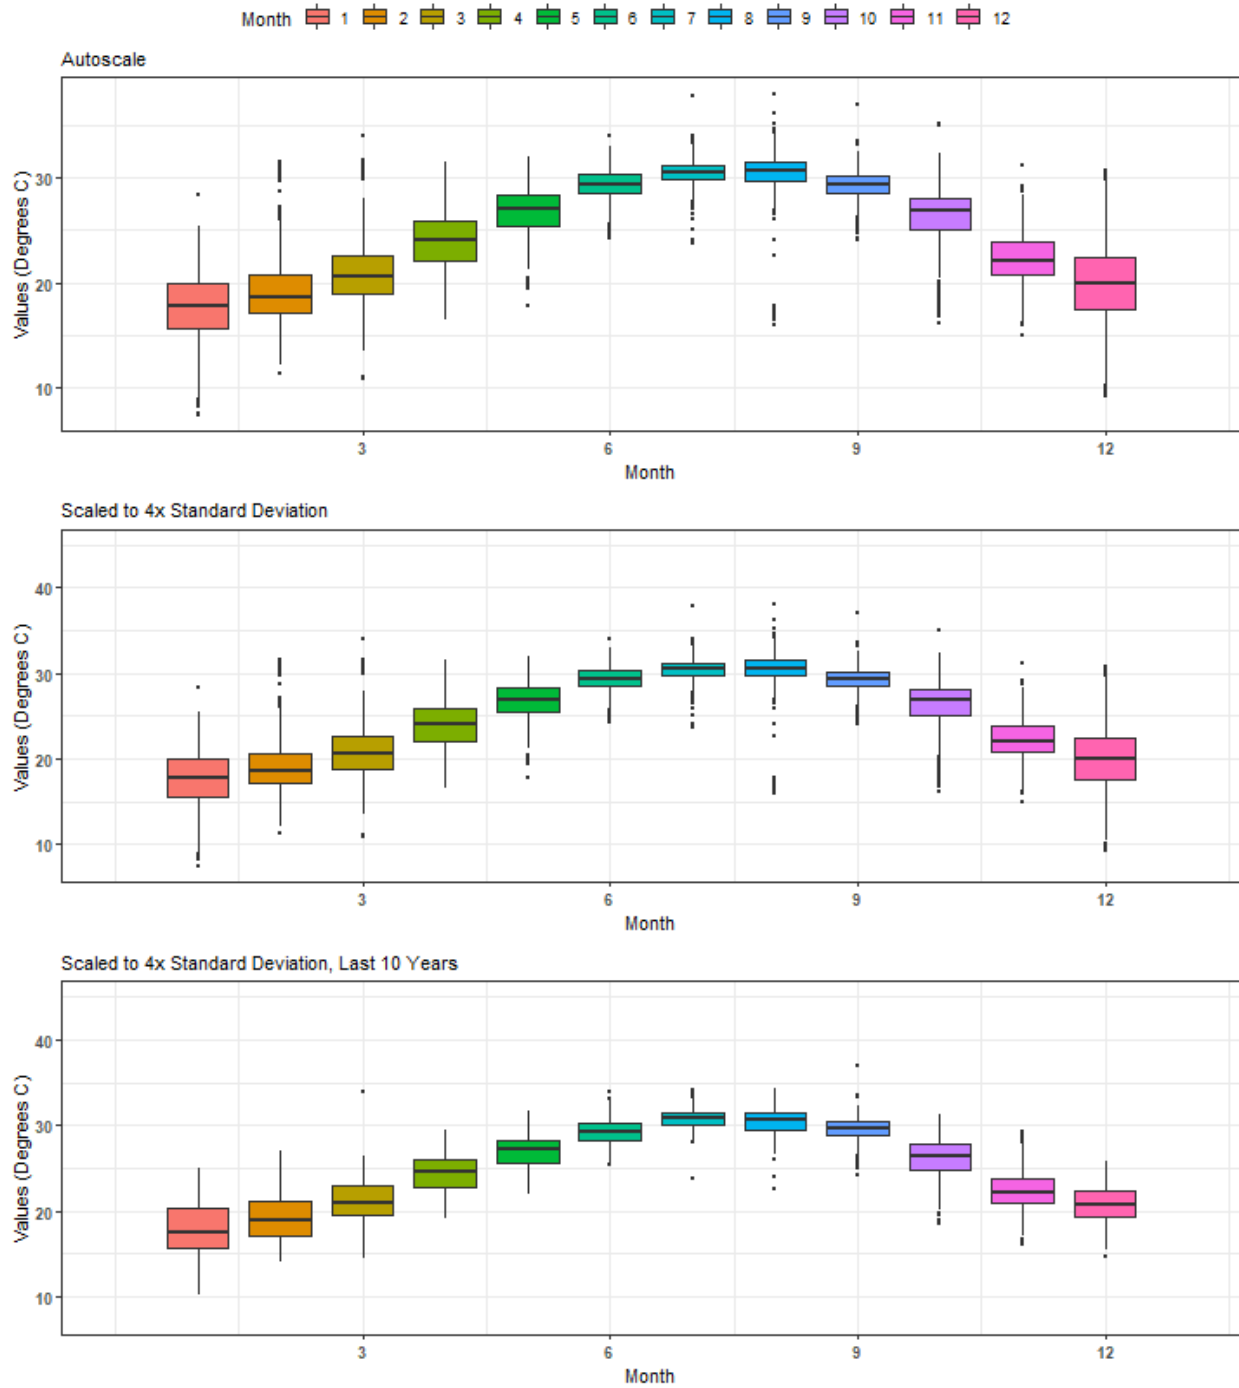 Month 1 2 3 4 5 6 7 8 9 10 11 12
Autoscale
Values (Degrees C)
30
20
10
3 6 9 12
Month
Scaled to 4x Standard Deviation
Values (Degrees C)
40
30
20
10
3 6 9 12
Month
Scaled to 4x Standard Deviation, Last 10 Years
Values (Degrees C)
40
30
20
10
3 6 9 12
Month